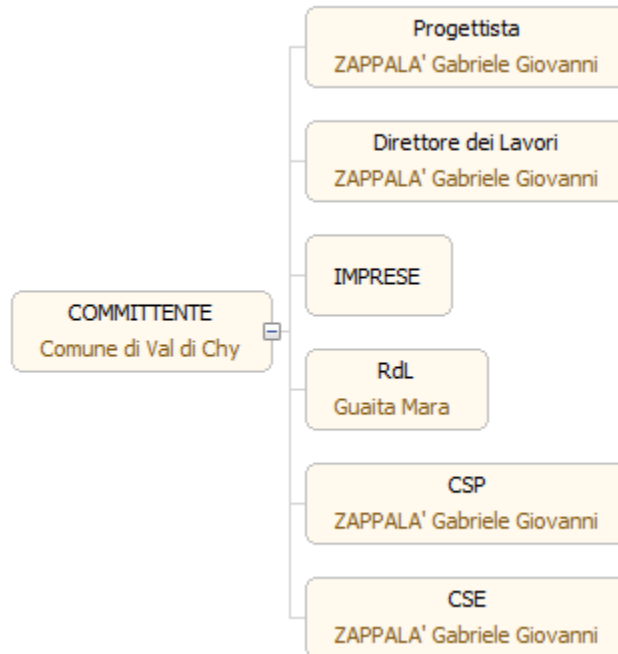 Progettista
ZAPPALA' Gabriele Giovanni
Direttore dei Lavori
ZAPPALA' Gabriele Giovanni
IMPRESE
COMMITTENTE
Comune di Val di Chy
RdL
Guaita Mara
CSP
ZAPPALA' Gabriele Giovanni
CSE
ZAPPALA' Gabriele Giovanni